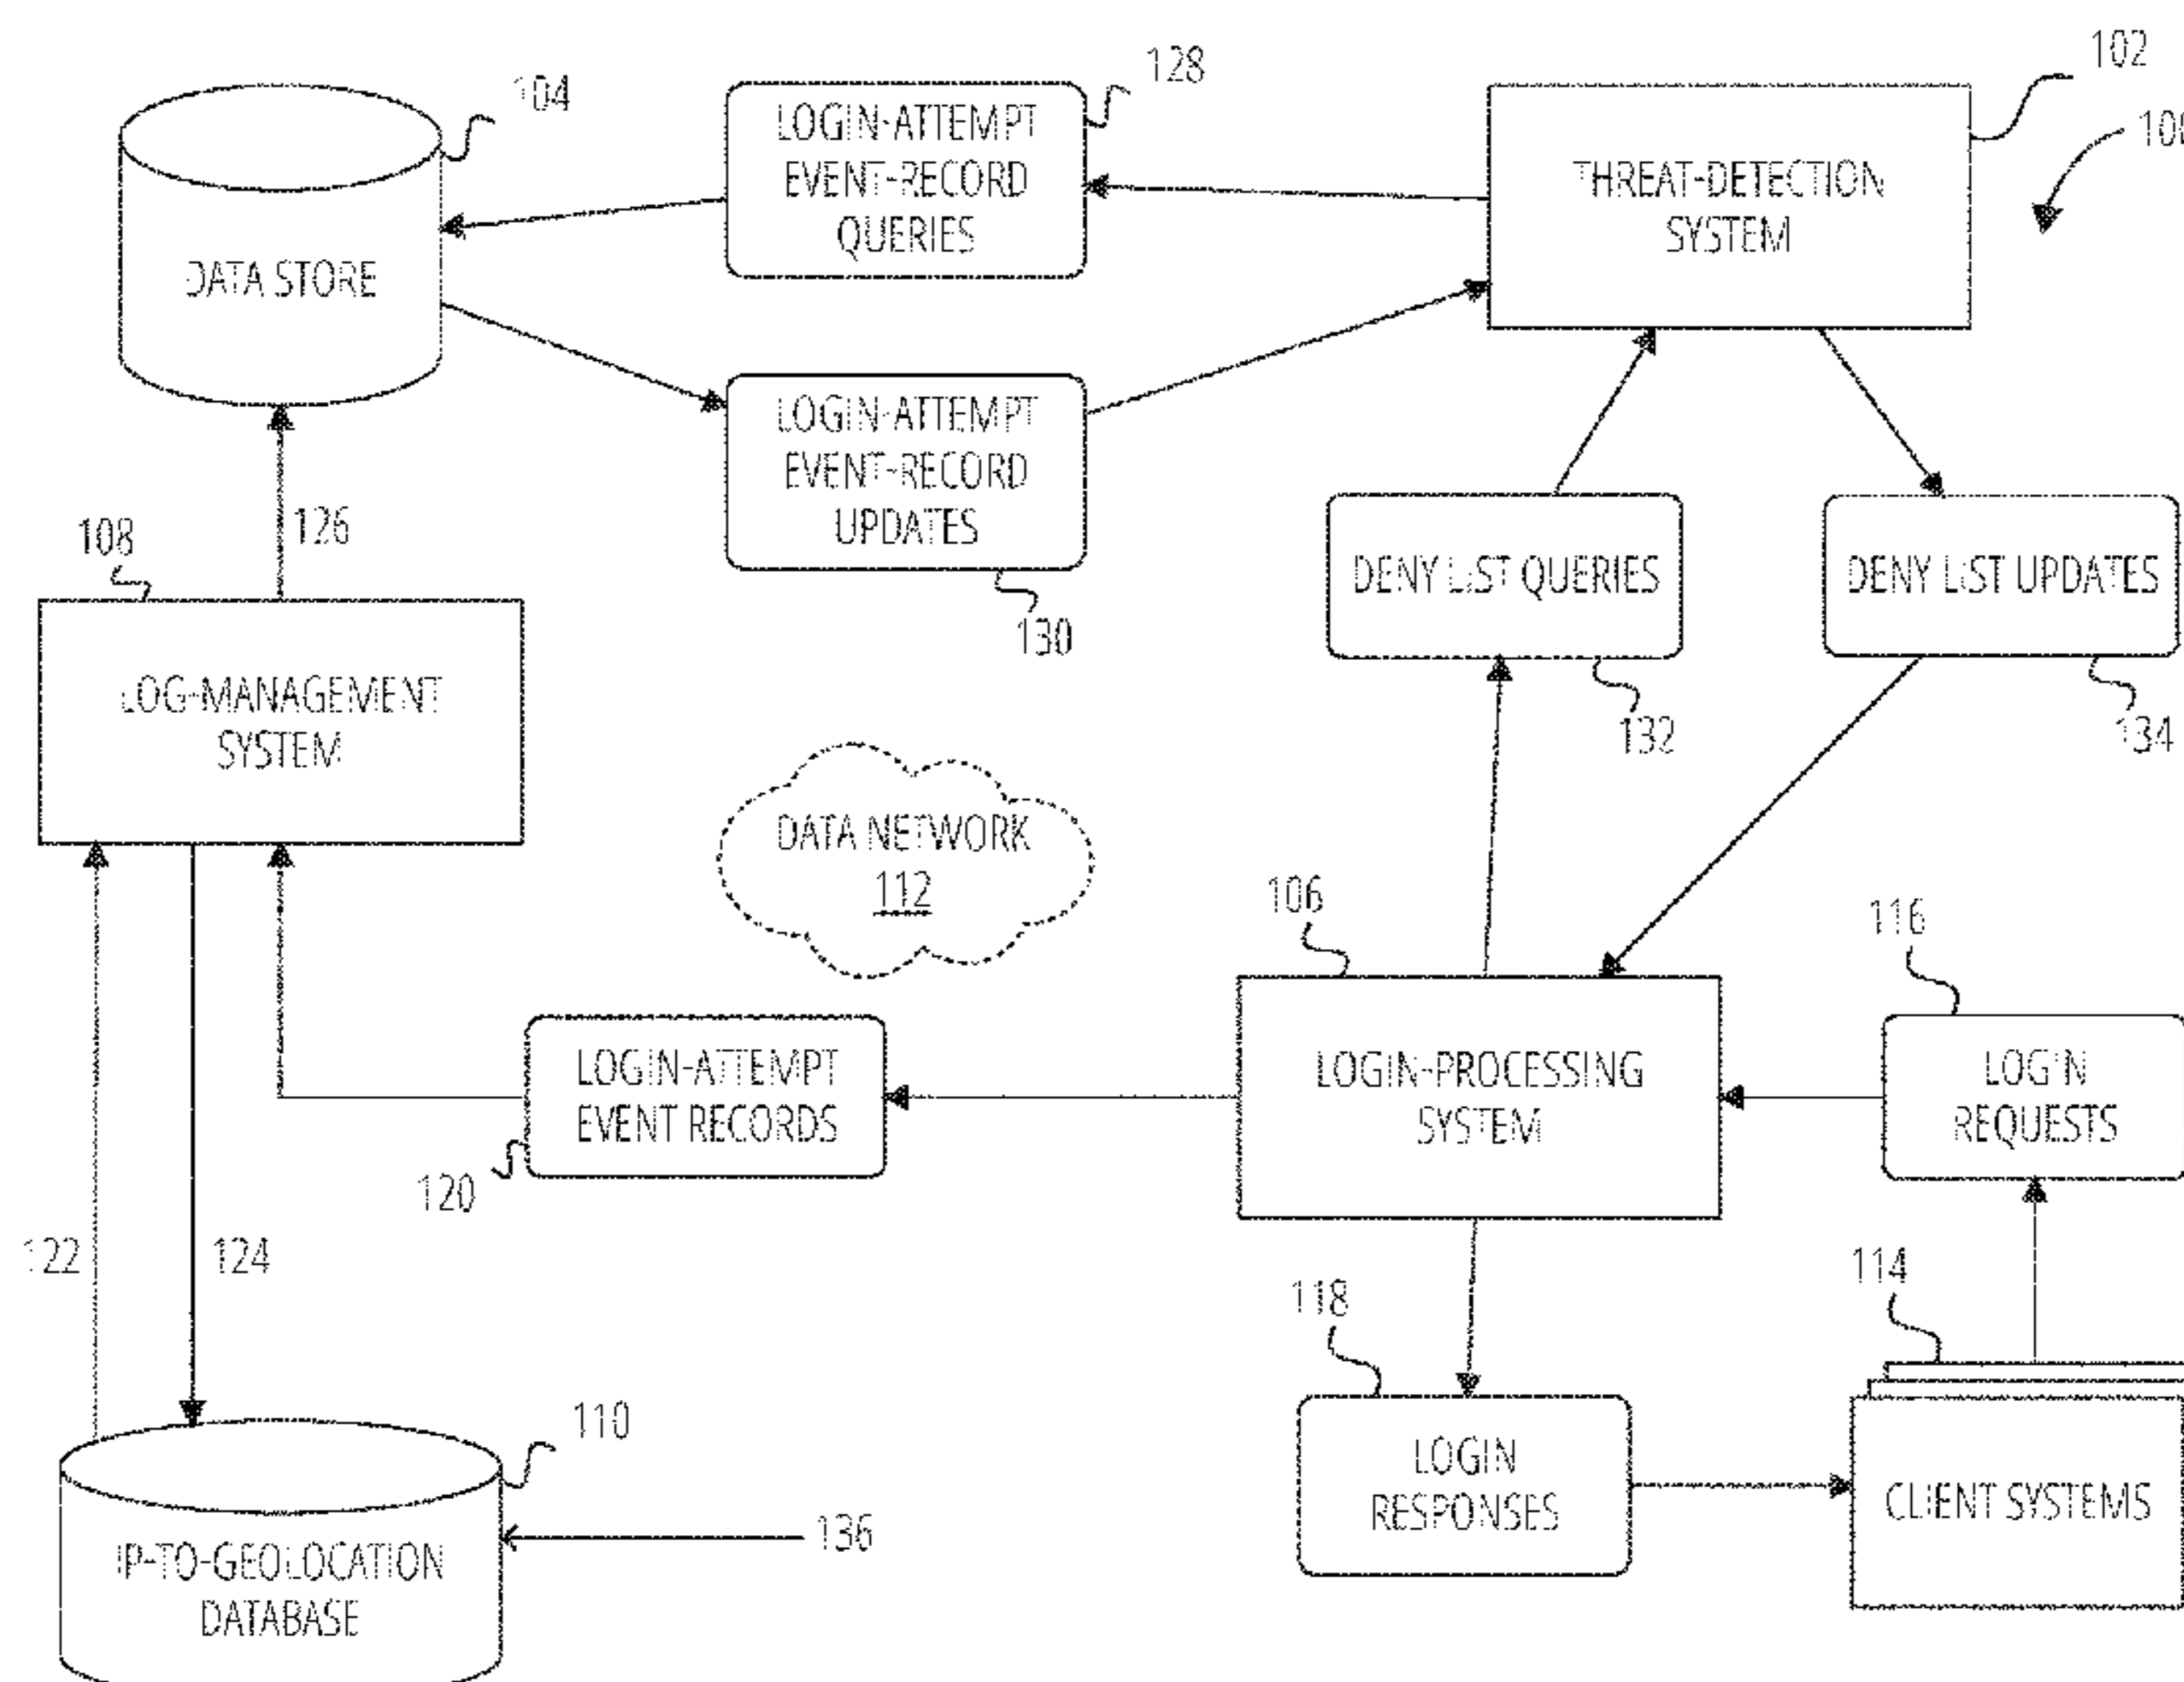 104
128
102
LOGIN-ATTEMPT
EVENT-RECORD
QUERIES
THREAT-DETECTION
SYSTEM
DATA STORE
LOGIN-ATTEMPT
EVENT-RECORD
UPDATES
130
126
108
LOG-MANAGEMENT
SYSTEM
DENY LIST QUERIES
DENY LIST UPDATES
132
134
DATA NETWORK
112
106
116
LOGIN-ATTEMPT
EVENT RECORDS
120
LOGIN-PROCESSING
SYSTEM
LOGIN
REQUESTS
122
124
118
114
110
LOGIN
RESPONSES
CLIENT SYSTEMS
IP-TO-GEOLOCATION
DATABASE
136